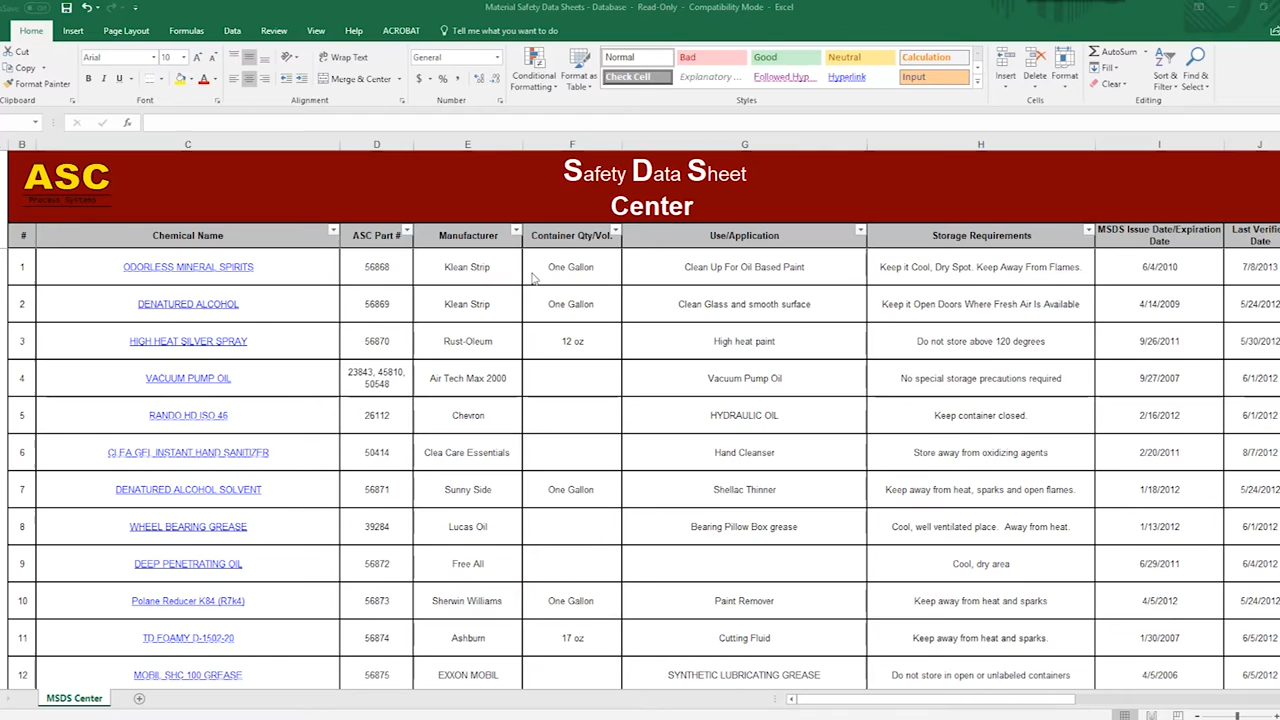 Material Safety Data Sheets - Database - Read-Only - Compatibility Mode - Excel
Home Insert Page Layout Formulas Data Review View Help ACROBAT Tell me what you want to do
Cut
Copy
Format Painter
Clipboard
Arial 10
B I U
Font
Wrap Text
Merge & Center
Alignment
General
$ % ,
Number
Conditional Formatting
Format as Table
Normal Bad Good Neutral Calculation
Check Cell Explanatory ... Followed Hyp... Hyperlink Input
Styles
Insert Delete Format
Cells
AutoSum
Fill
Clear
Sort & Filter
Find & Select
Editing
fx
B C D E F G H I J
ASC
Process Systems
Safety Data Sheet
Center
# Chemical Name ASC Part # Manufacturer Container Qty/Vol. Use/Application Storage Requirements MSDS Issue Date/Expiration Date Last Verifi Date
1 ODORLESS MINERAL SPIRITS 56868 Klean Strip One Gallon Clean Up For Oil Based Paint Keep it Cool, Dry Spot. Keep Away From Flames. 6/4/2010 7/8/2013
2 DENATURED ALCOHOL 56869 Klean Strip One Gallon Clean Glass and smooth surface Keep it Open Doors Where Fresh Air Is Available 4/14/2009 5/24/2012
3 HIGH HEAT SILVER SPRAY 56870 Rust-Oleum 12 oz High heat paint Do not store above 120 degrees 9/26/2011 5/30/2012
4 VACUUM PUMP OIL 23843, 45810, 50548 Air Tech Max 2000 Vacuum Pump Oil No special storage precautions required 9/27/2007 6/1/2012
5 RANDO HD ISO 46 26112 Chevron HYDRAULIC OIL Keep container closed. 2/16/2012 6/1/2012
6 CLEA GEL INSTANT HAND SANITIZER 50414 Clea Care Essentials Hand Cleanser Store away from oxidizing agents 2/20/2011 8/7/2012
7 DENATURED ALCOHOL SOLVENT 56871 Sunny Side One Gallon Shellac Thinner Keep away from heat, sparks and open flames. 1/18/2012 5/24/2012
8 WHEEL BEARING GREASE 39284 Lucas Oil Bearing Pillow Box grease Cool, well ventilated place. Away from heat. 1/13/2012 6/1/2012
9 DEEP PENETRATING OIL 56872 Free All Cool, dry area 6/29/2011 6/4/2012
10 Polane Reducer K84 (R7k4) 56873 Sherwin Williams One Gallon Paint Remover Keep away from heat and sparks 4/5/2012 5/24/2012
11 TD FOAMY D-1502-20 56874 Ashburn 17 oz Cutting Fluid Keep away from heat and sparks. 1/30/2007 6/5/2012
12 MOBIL SHC 100 GREASE 56875 EXXON MOBIL SYNTHETIC LUBRICATING GREASE Do not store in open or unlabeled containers 4/5/2006 6/4/2012
MSDS Center